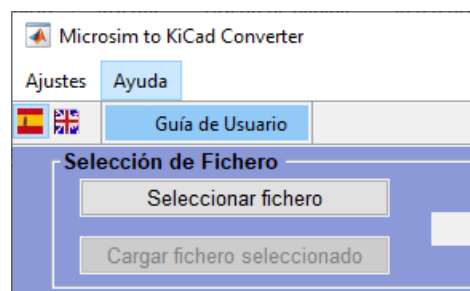 Microsim to KiCad Converter
Ajustes Ayuda
Guía de Usuario
Selección de Fichero
Seleccionar fichero
Cargar fichero seleccionado